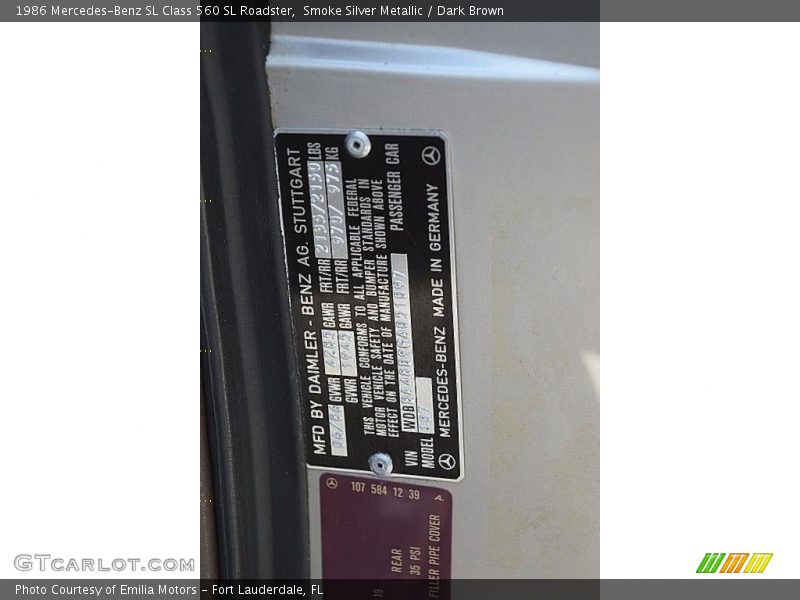 1986 Mercedes-Benz SL Class 560 SL Roadster,  Smoke Silver Metallic / Dark Brown
MFD BY DAIMLER - BENZ AG. STUTTGART
GVWR GAWR FRT/RR LBS
GVWR 1945 GAWR FRT/RR 970/ 975 KG
THIS VEHICLE CONFORMS TO ALL APPLICABLE FEDERAL
MOTOR VEHICLE SAFETY AND BUMPER STANDARDS IN
EFFECT ON THE DATE OF MANUFACTURE SHOWN ABOVE
VIN
MODEL 107 PASSENGER CAR
MERCEDES-BENZ MADE IN GERMANY
107 584 12 39 A
REAR
35 PSI
FILLER PIPE COVER
GTCARLOT.COM
Photo Courtesy of Emilia Motors – Fort Lauderdale, FL